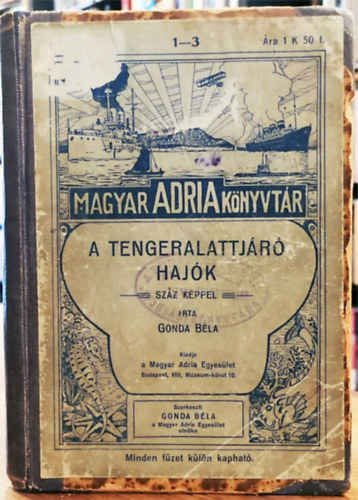 1—3
Ára 1 K 50 f.
MAGYAR ADRIA KÖNYVTÁR
A TENGERALATTJÁRÓ
HAJÓK
SZÁZ KÉPPEL
IRTA
GONDA BÉLA
Kiadja
a Magyar Adria Egyesület
Budapest, VIII, Múzeum-körút 10.
Szerkeszti
GONDA BÉLA
a Magyar Adria Egyesület
elnöke
Minden füzet külön kapható.